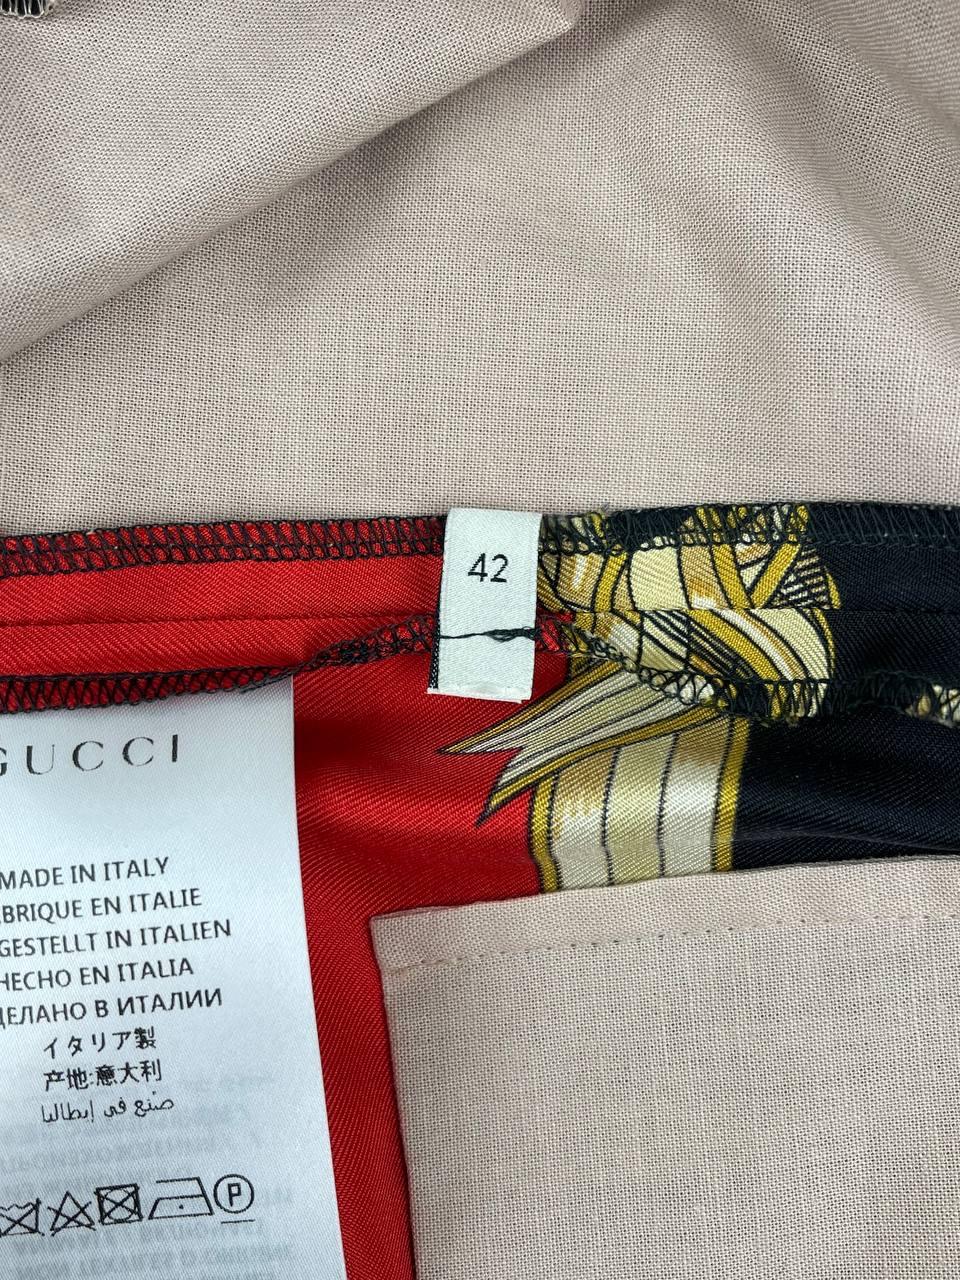 42
GUCCI
MADE IN ITALY
BRIQUE EN ITALIE
GESTELLT IN ITALIEN
HECHO EN ITALIA
ДЕЛАНО В ИТАЛИИ
イタリア製
产地:意大利
صنع في إيطاليا
P